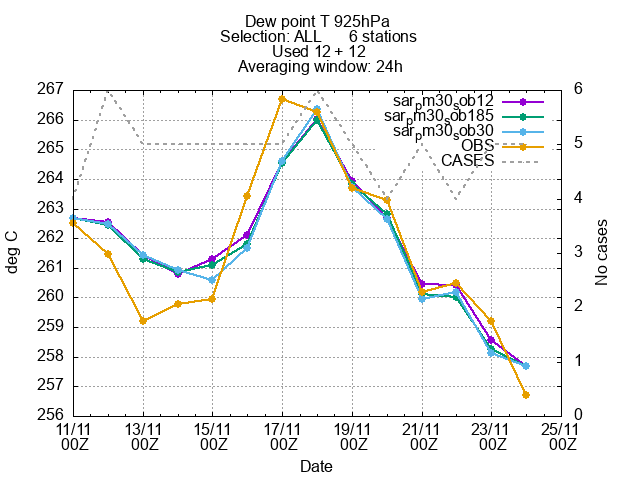 Dew point T 925hPa
Selection: ALL 6 stations
Used 12 + 12
Averaging window: 24h
267
266
265
264
263
262
261
260
259
258
257
256
deg C
6
5
4
3
2
1
0
No cases
sarpm30sob12
sarpm30sob185
sarpm30sob30
OBS
CASES
11/11 13/11 15/11 17/11 19/11 21/11 23/11 25/11
00Z 00Z 00Z 00Z 00Z 00Z 00Z 00Z
Date